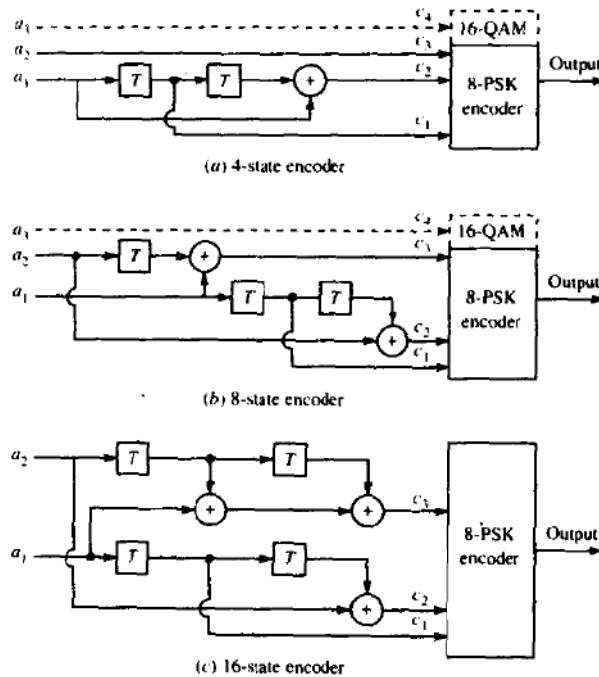 a₃ c₄ 16-QAM
a₂ c₃
a₁ T T + c₂ 8-PSK encoder Output
c₁
(a) 4-state encoder
a₃ c₄ 16-QAM
a₂ T + c₃
a₁ T T 8-PSK encoder Output
+ c₂
c₁
(b) 8-state encoder
a₂ T T
+ + c₃
8-PSK encoder Output
a₁ T T
+ c₂
c₁
(c) 16-state encoder